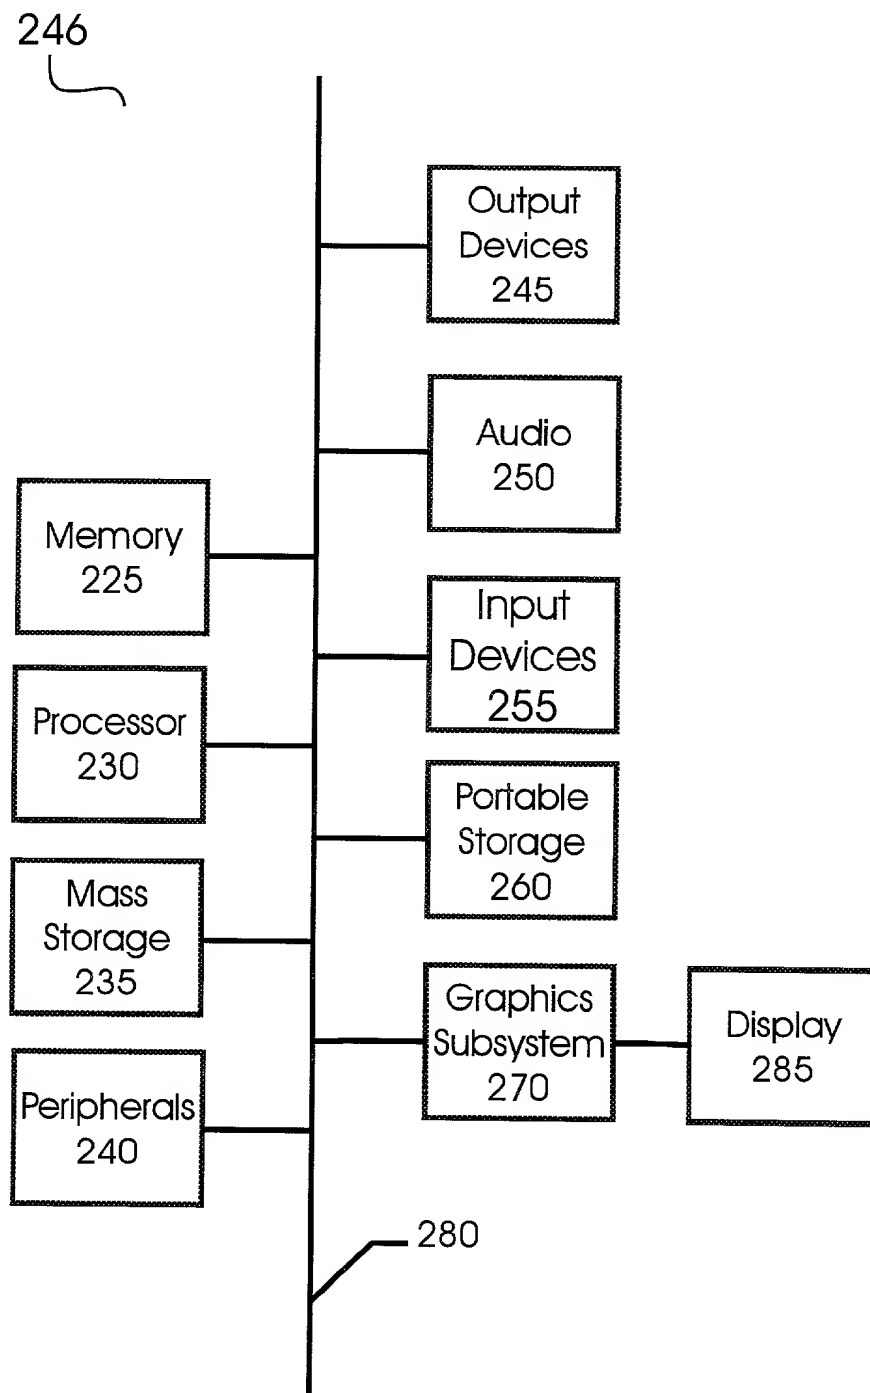 246
Output
Devices
245
Audio
250
Memory
225
Input
Devices
255
Processor
230
Portable
Storage
260
Mass
Storage
235
Graphics
Subsystem
270
Display
285
Peripherals
240
280